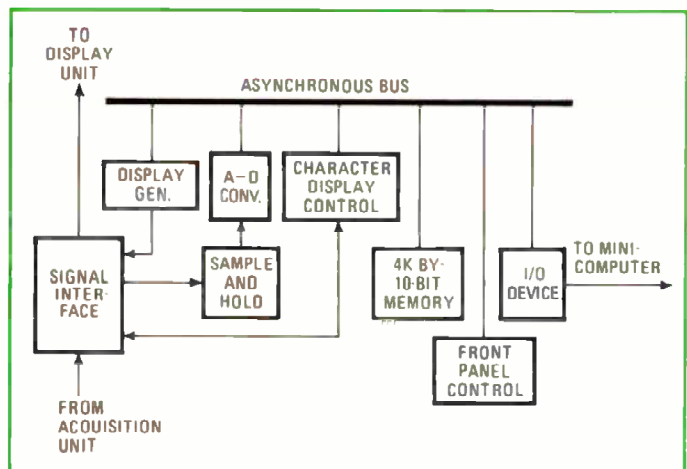 TO
DISPLAY
UNIT
ASYNCHRONOUS BUS
DISPLAY
GEN.
A-D
CONV.
CHARACTER
DISPLAY
CONTROL
SIGNAL
INTER-
FACE
SAMPLE
AND
HOLD
4K BY-
10-BIT
MEMORY
I/O
DEVICE
TO MINI-
COMPUTER
FRONT
PANEL
CONTROL
FROM
ACQUISITION
UNIT